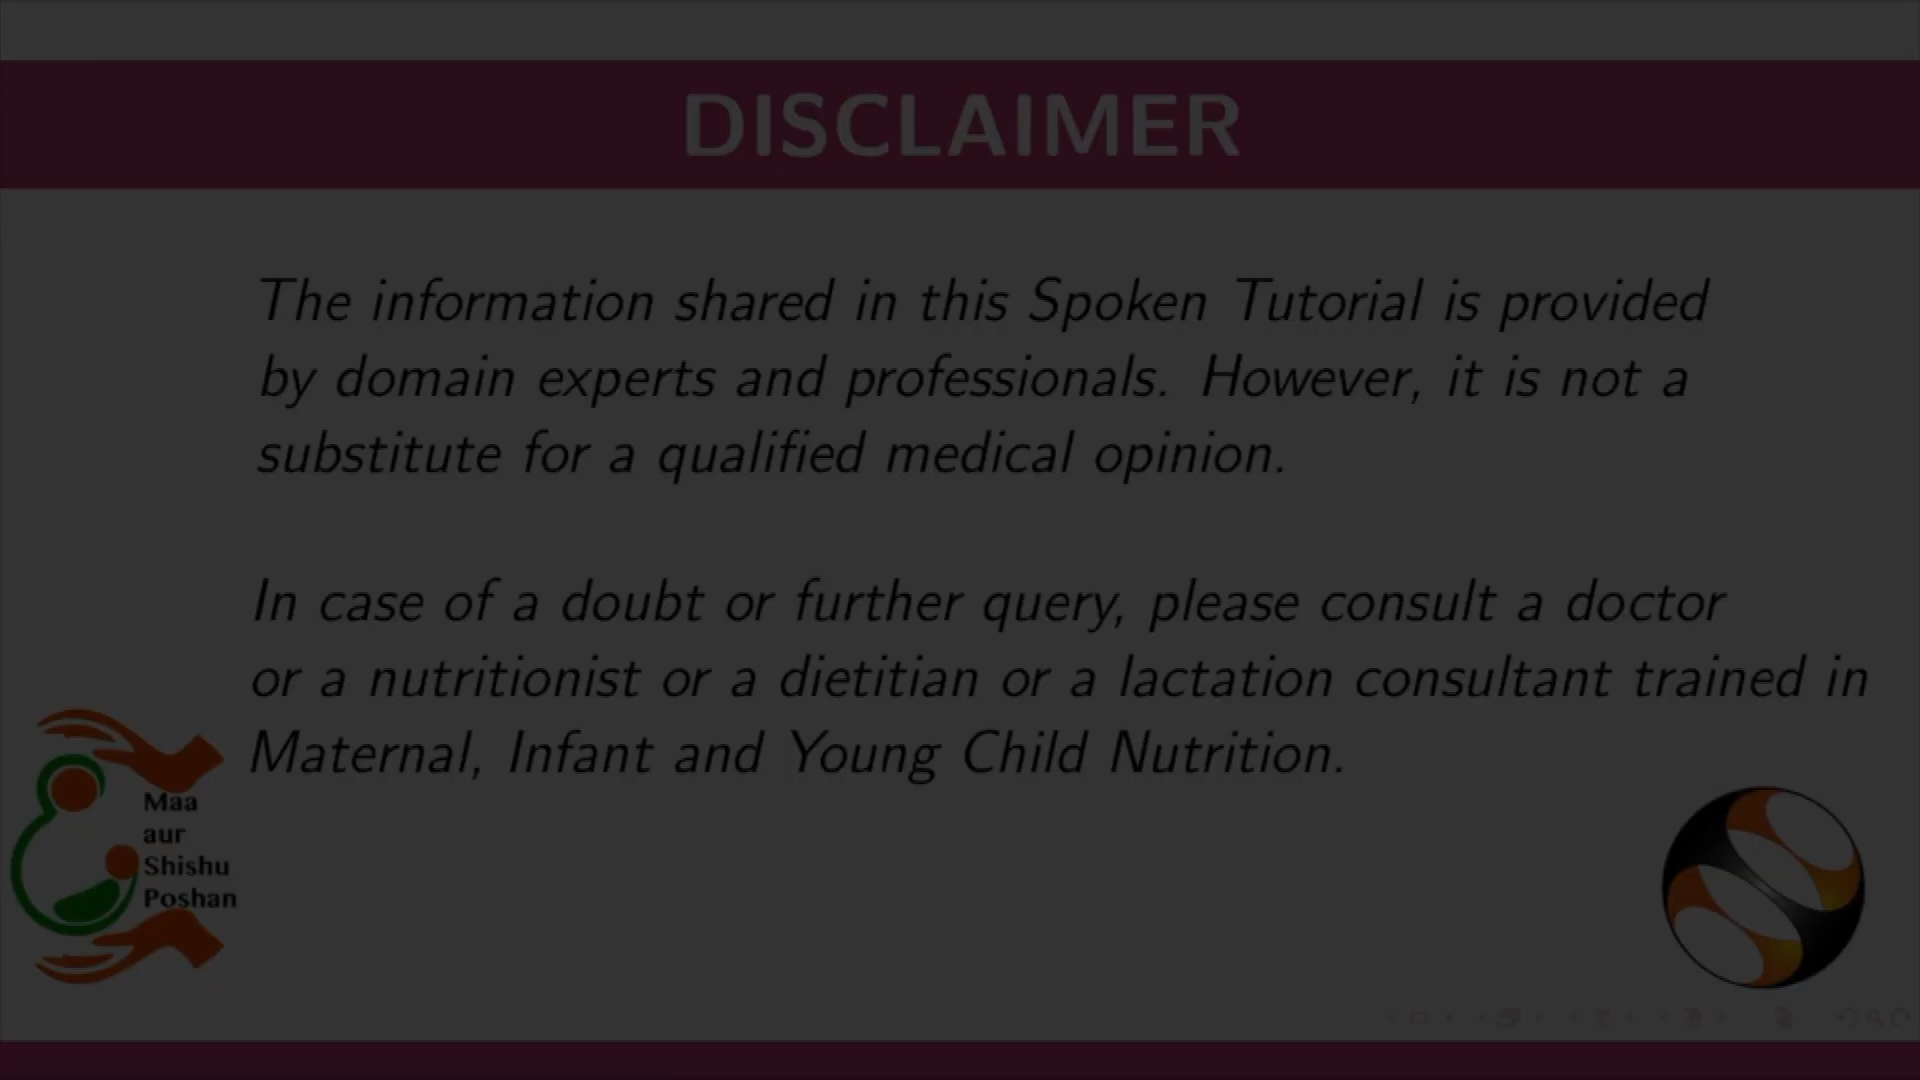 DISCLAIMER
The information shared in this Spoken Tutorial is provided
by domain experts and professionals. However, it is not a
substitute for a qualified medical opinion.
In case of a doubt or further query, please consult a doctor
or a nutritionist or a dietitian or a lactation consultant trained in
Maternal, Infant and Young Child Nutrition.
Maa
aur
Shishu
Poshan